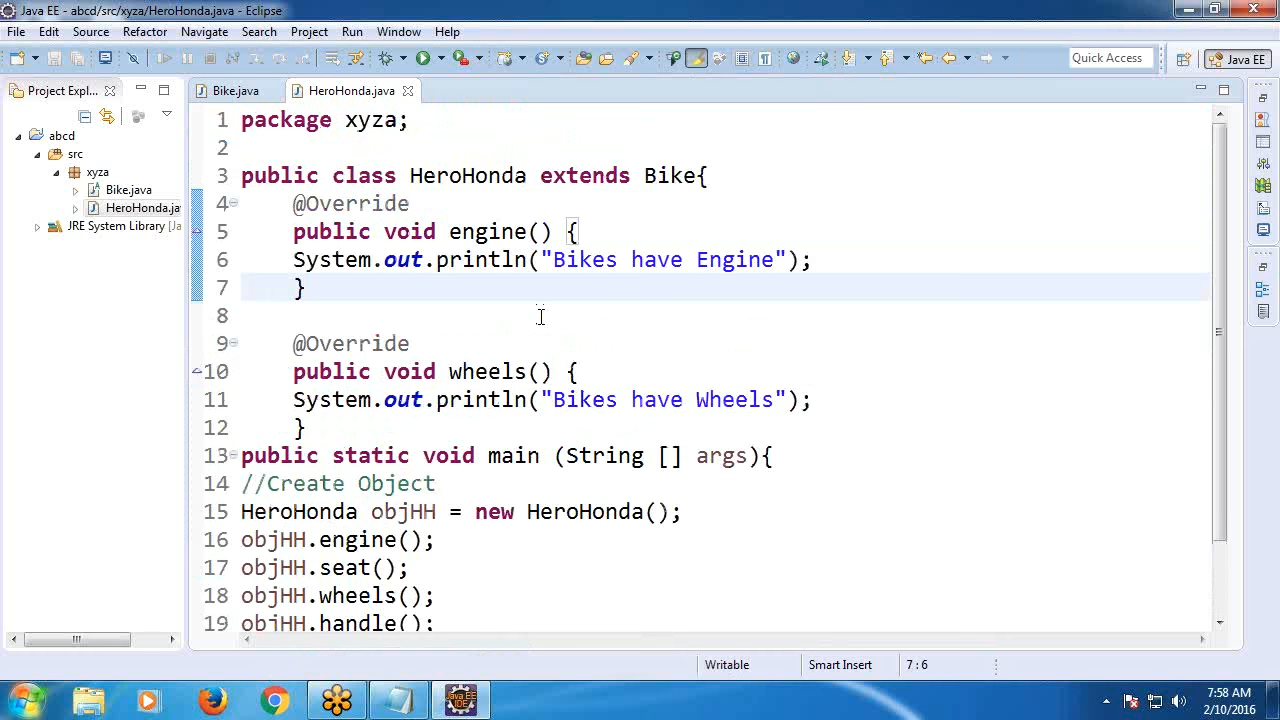 Java EE - abcd/src/xyza/HeroHonda.java - Eclipse
File Edit Source Refactor Navigate Search Project Run Window Help
Quick Access
Java EE
Project Expl...
abcd
src
xyza
Bike.java
HeroHonda.ja
JRE System Library [Ja
Bike.java
HeroHonda.java
1 package xyza;
2
3 public class HeroHonda extends Bike{
4 @Override
5 public void engine() {
6 System.out.println("Bikes have Engine");
7 }
8
9 @Override
10 public void wheels() {
11 System.out.println("Bikes have Wheels");
12 }
13 public static void main (String [] args){
14 //Create Object
15 HeroHonda objHH = new HeroHonda();
16 objHH.engine();
17 objHH.seat();
18 objHH.wheels();
19 objHH.handle();
Writable
Smart Insert
7 : 6
Java EE
IDE
7:58 AM
2/10/2016